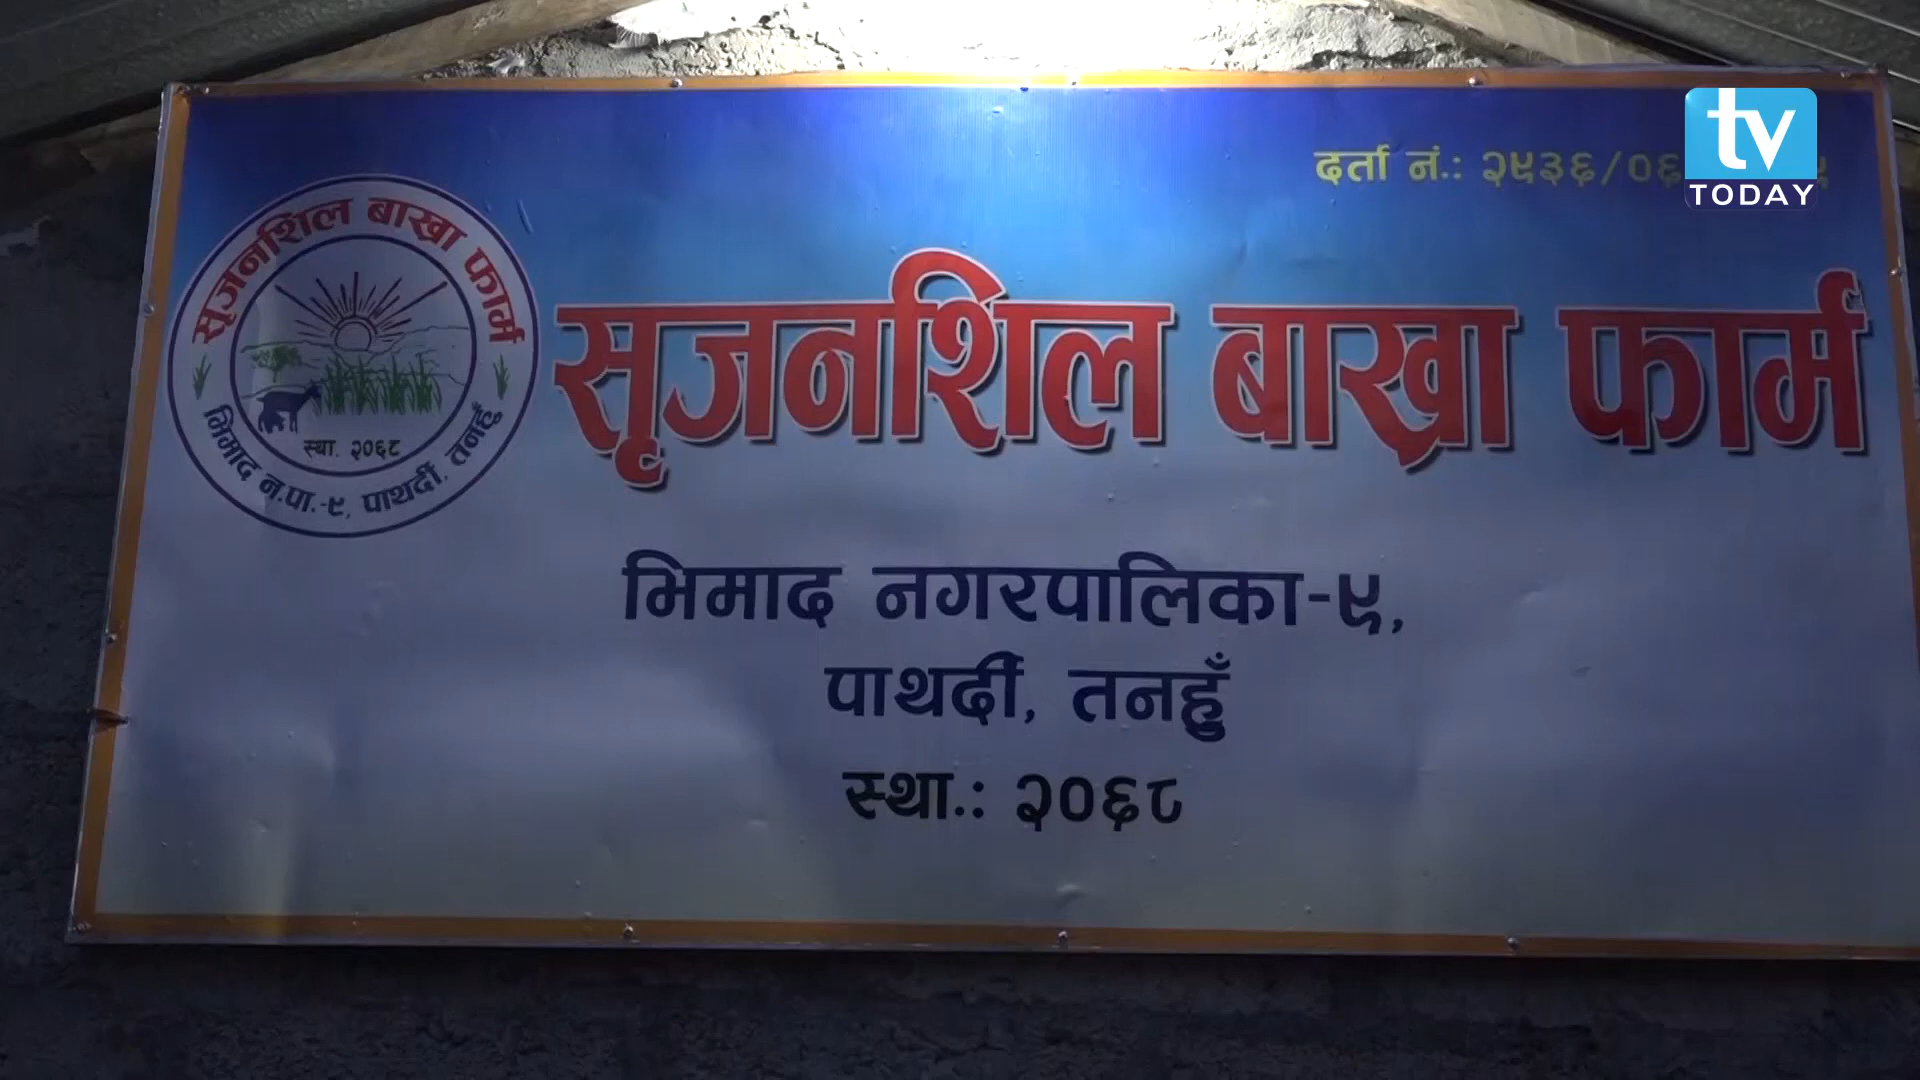 दर्ता नं.: २५३६/०६
tv
TODAY
सृजनशिल बाख्रा फार्म
सृजनशिल बाख्रा फार्म
स्था. २०६८
भिमाद न.पा.-९, पाथर्दी, तनहुँ
भिमाद नगरपालिका-९,
पाथर्दी, तनहुँ
स्था.: २०६८